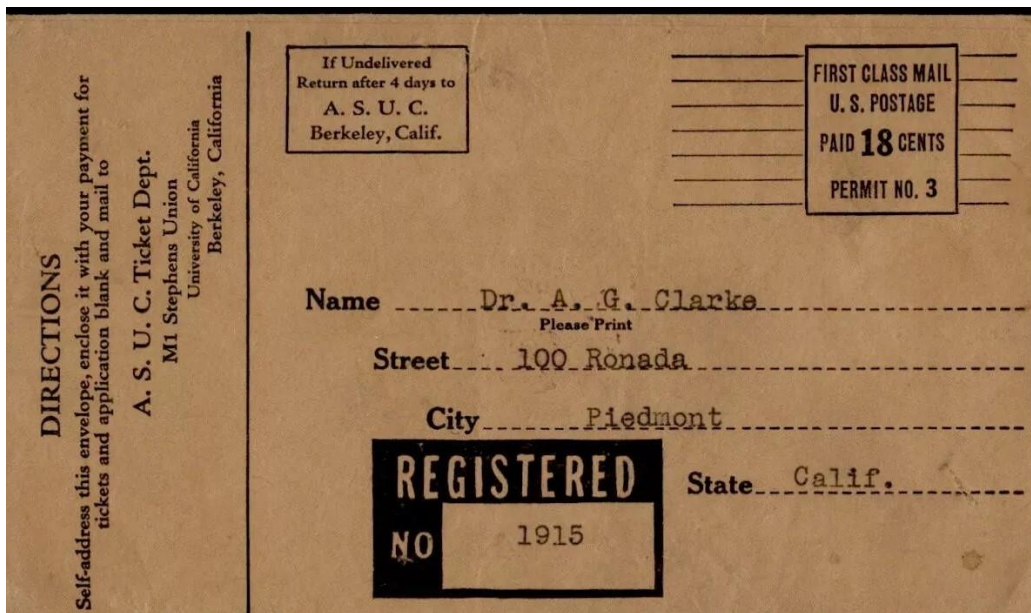 DIRECTIONS
Self-address this envelope, enclose it with your payment for
tickets and application blank and mail to
A. S. U. C. Ticket Dept.
M1 Stephens Union
University of California
Berkeley, California
If Undelivered
Return after 4 days to
A. S. U. C.
Berkeley, Calif.
FIRST CLASS MAIL
U. S. POSTAGE
PAID 18 CENTS
PERMIT NO. 3
Name Dr. A. G. Clarke
Please Print
Street 100 Ronada
City Piedmont
State Calif.
REGISTERED
NO 1915